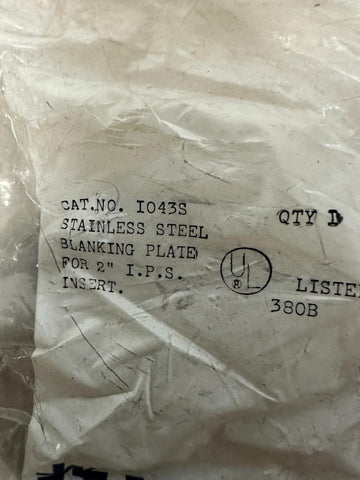 CAT.NO. I043S QTY 1
STAINLESS STEEL
BLANKING PLATE
FOR 2" I.P.S.
INSERT.
UL
®
LISTE
380B